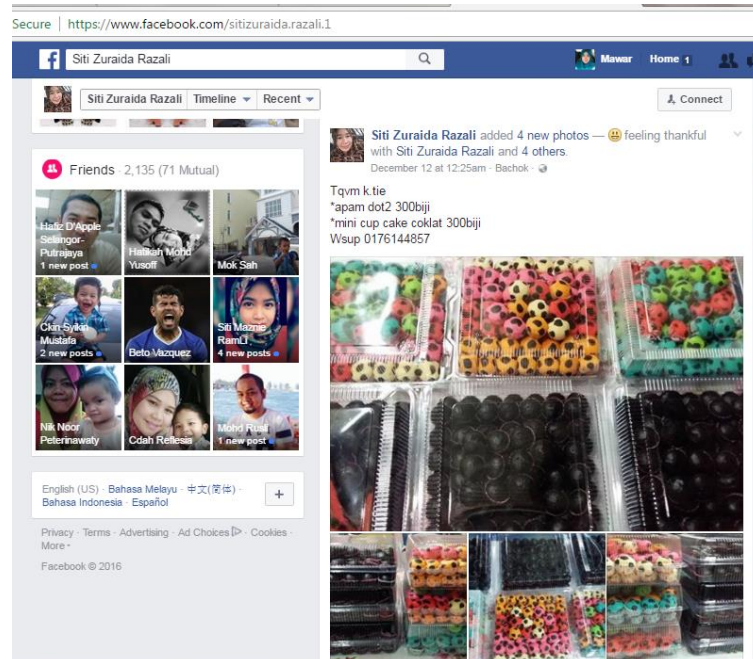 Secure | https://www.facebook.com/sitizuraida.razali.1
Siti Zuraida Razali
Mawar Home 1
Siti Zuraida Razali Timeline Recent
Connect
Friends · 2,135 (71 Mutual)
Hafiz D'Apple
Selangor-
Putrajaya
1 new post
Hatikah Mohd
Yusoff
Mok Sah
Ckin Syikin
Mustafa
2 new posts
Beto Vazquez
Siti Maznie
RamLi
4 new posts
Nik Noor
Peterinawaty
Cdah Reflesia
Mohd Rusli
1 new post
English (US) · Bahasa Melayu · 中文(简体) ·
Bahasa Indonesia · Español
+
Privacy · Terms · Advertising · Ad Choices · Cookies ·
More
Facebook © 2016
Siti Zuraida Razali added 4 new photos — feeling thankful
with Siti Zuraida Razali and 4 others.
December 12 at 12:25am · Bachok ·
Tqvm k.tie
*apam dot2 300biji
*mini cup cake coklat 300biji
Wsup 0176144857